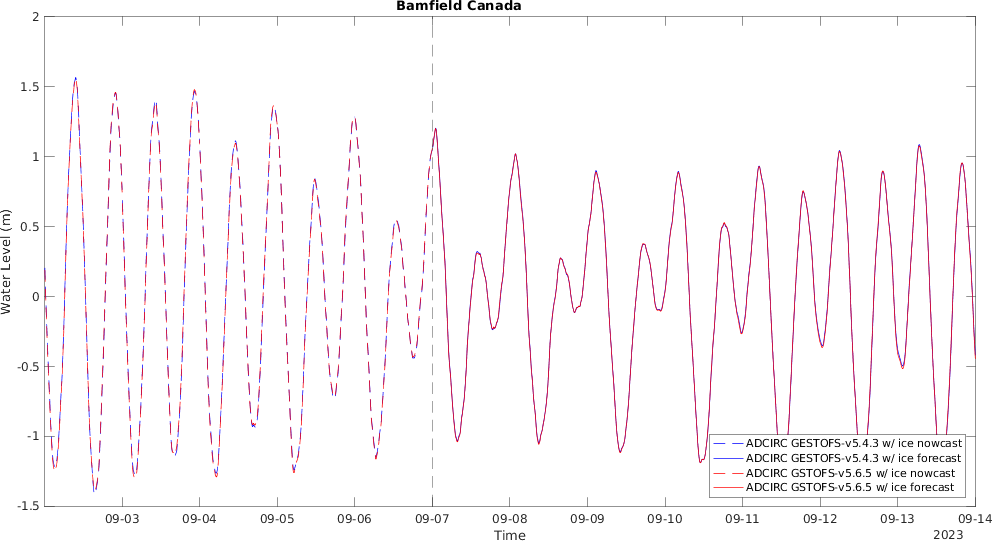 Bamfield Canada
2
1.5
1
0.5
0
-0.5
-1
-1.5
Water Level (m)
ADCIRC GESTOFS-v5.4.3 w/ ice nowcast
ADCIRC GESTOFS-v5.4.3 w/ ice forecast
ADCIRC GSTOFS-v5.6.5 w/ ice nowcast
ADCIRC GSTOFS-v5.6.5 w/ ice forecast
09-03 09-04 09-05 09-06 09-07 09-08 09-09 09-10 09-11 09-12 09-13 09-14
Time
2023